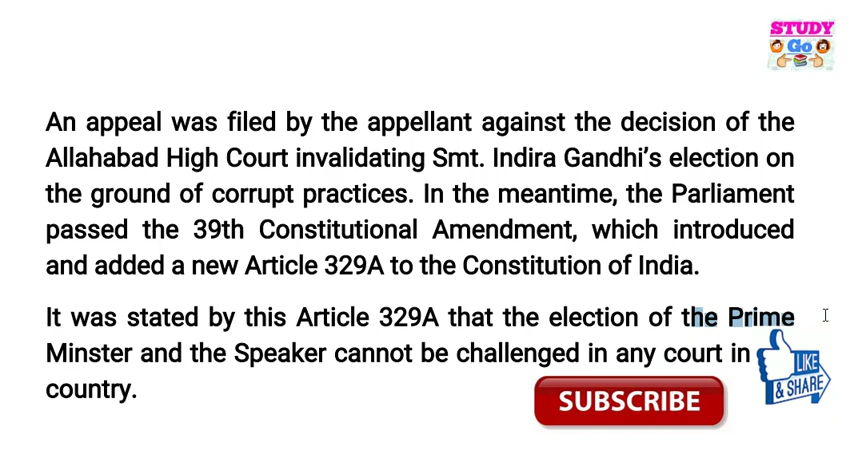 STUDY
Go
An appeal was filed by the appellant against the decision of the
Allahabad High Court invalidating Smt. Indira Gandhi's election on
the ground of corrupt practices. In the meantime, the Parliament
passed the 39th Constitutional Amendment, which introduced
and added a new Article 329A to the Constitution of India.
It was stated by this Article 329A that the election of the Prime
Minster and the Speaker cannot be challenged in any court in
country.
LIKE
& SHARE
SUBSCRIBE